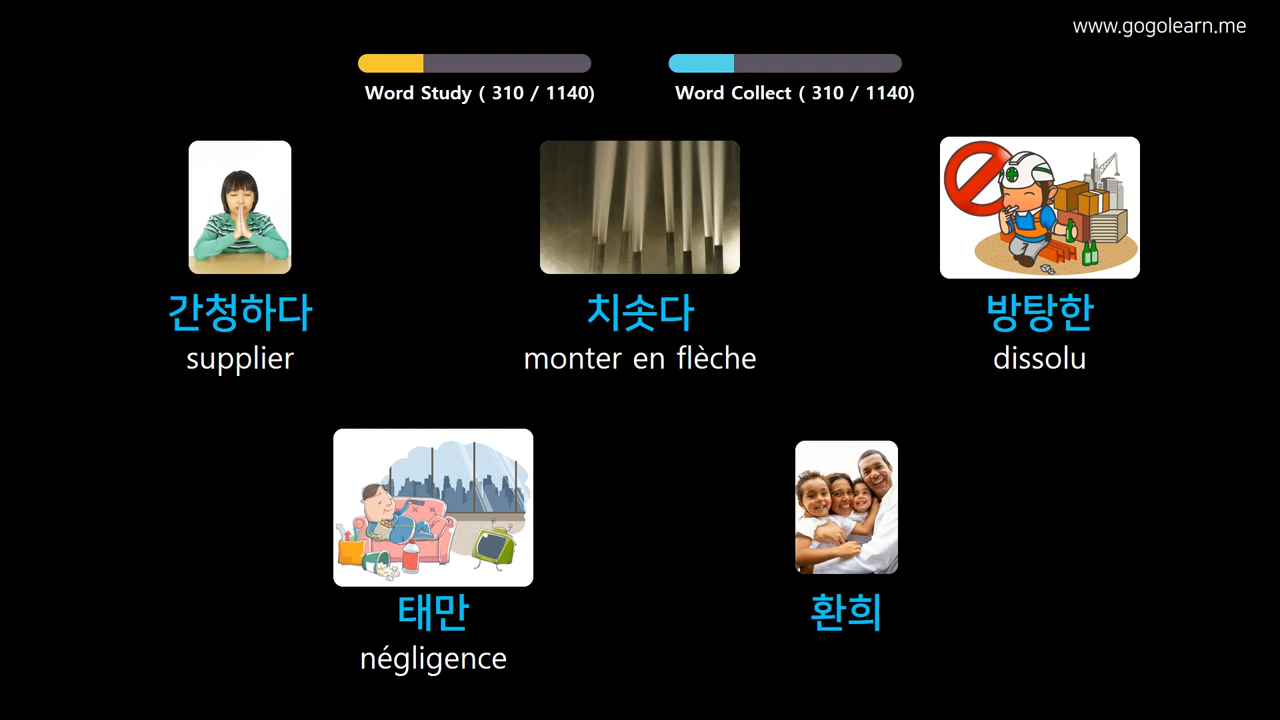 www.gogolearn.me
Word Study ( 310 / 1140)
Word Collect ( 310 / 1140)
간청하다
supplier
치솟다
monter en flèche
방탕한
dissolu
태만
négligence
환희